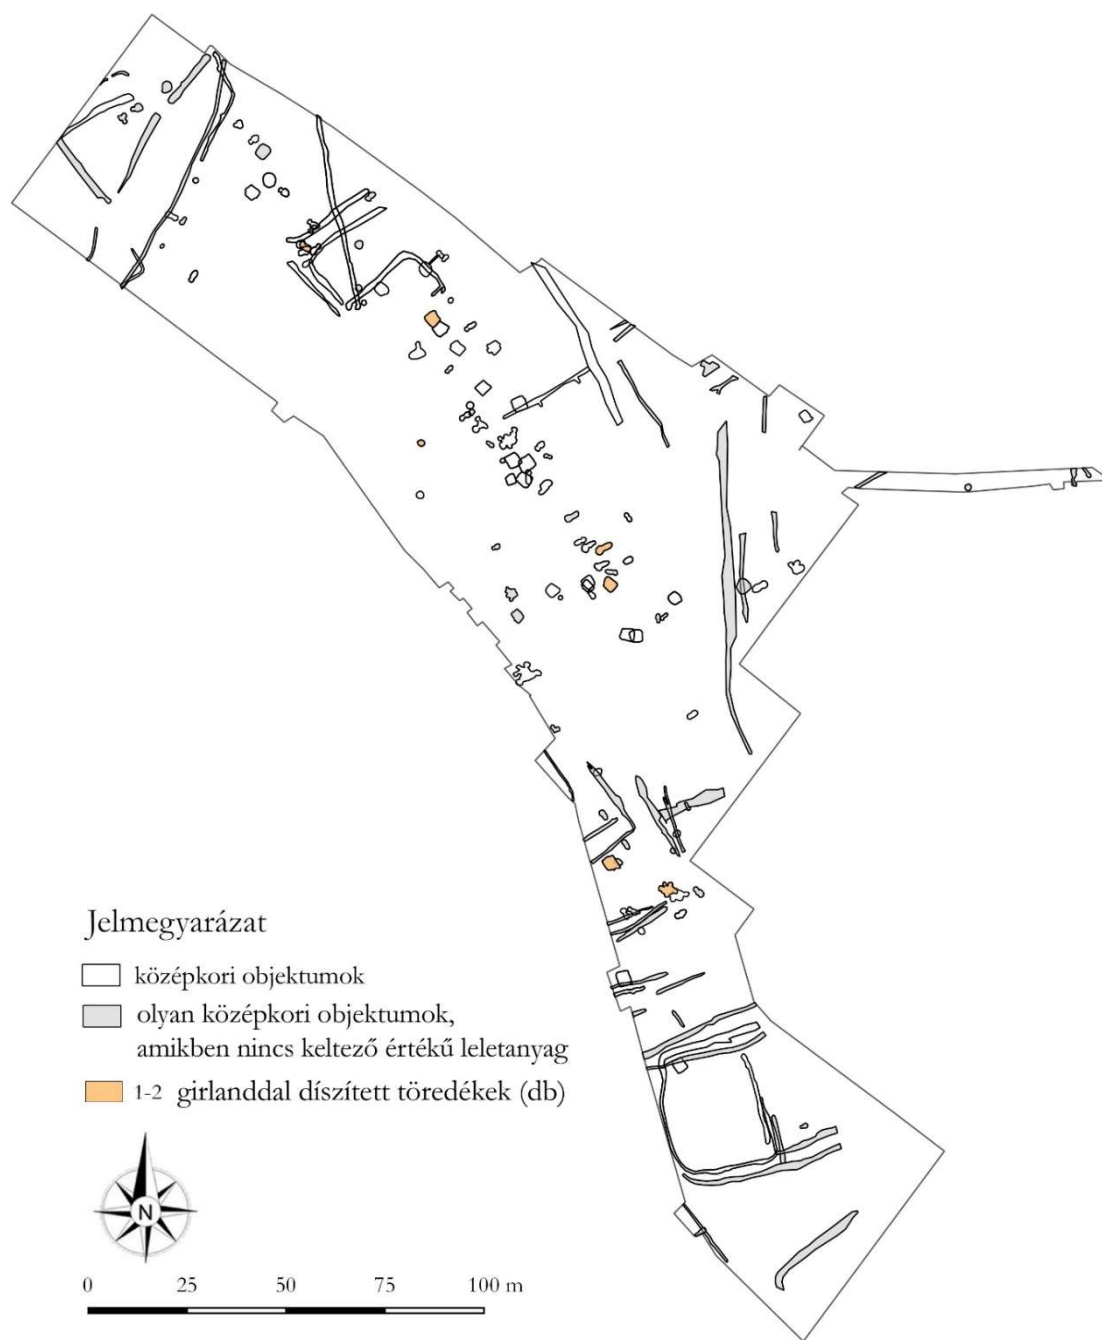 Jelmegyarázat
középkori objektumok
olyan középkori objektumok,
amikben nincs keltező értékű leletanyag
1-2 girlanddal díszített töredékek (db)
N
0 25 50 75 100 m